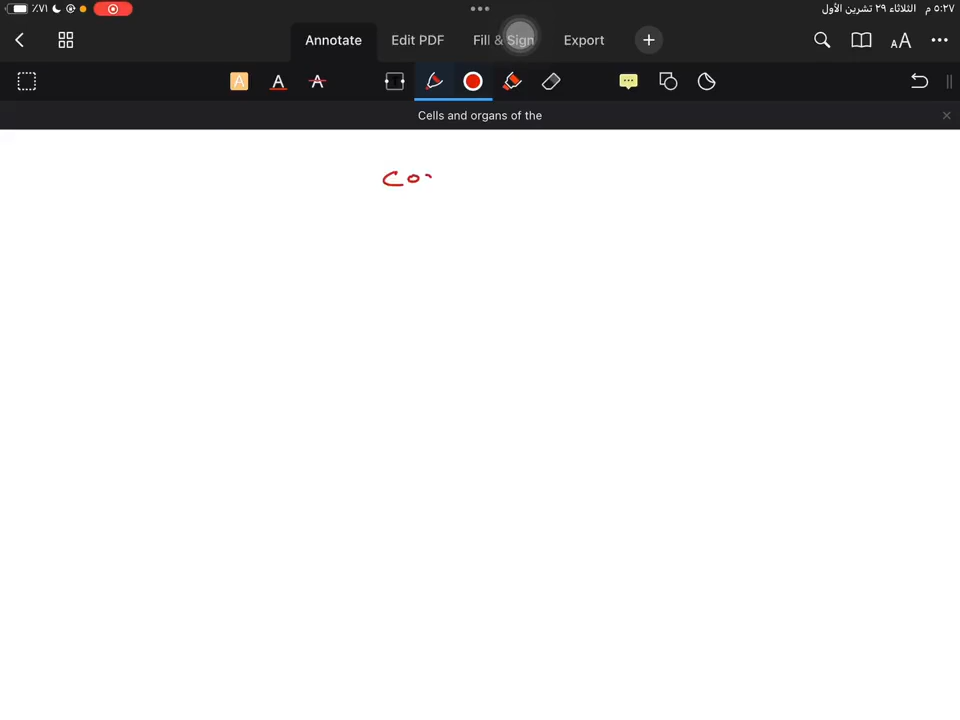 ٪٧١ ٥:٢٧ م الثلاثاء ٢٩ تشرين الأول
Annotate Edit PDF Fill & Sign Export
A A A AA
Cells and organs of the
co